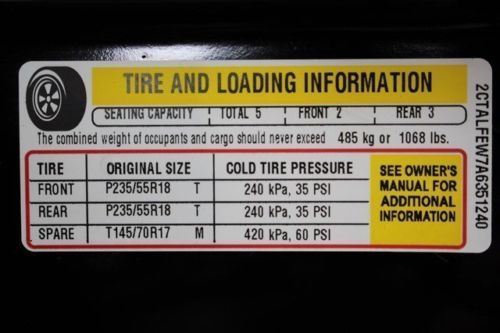 TIRE AND LOADING INFORMATION
SEATING CAPACITY TOTAL 5 FRONT 2 REAR 3
The combined weight of occupants and cargo should never exceed 485 kg or 1068 lbs.
TIRE ORIGINAL SIZE COLD TIRE PRESSURE
FRONT P235/55R18 T 240 kPa, 35 PSI
REAR P235/55R18 T 240 kPa, 35 PSI
SPARE T145/70R17 M 420 kPa, 60 PSI
SEE OWNER'S
MANUAL FOR
ADDITIONAL
INFORMATION
2CTALFEW7A6351240